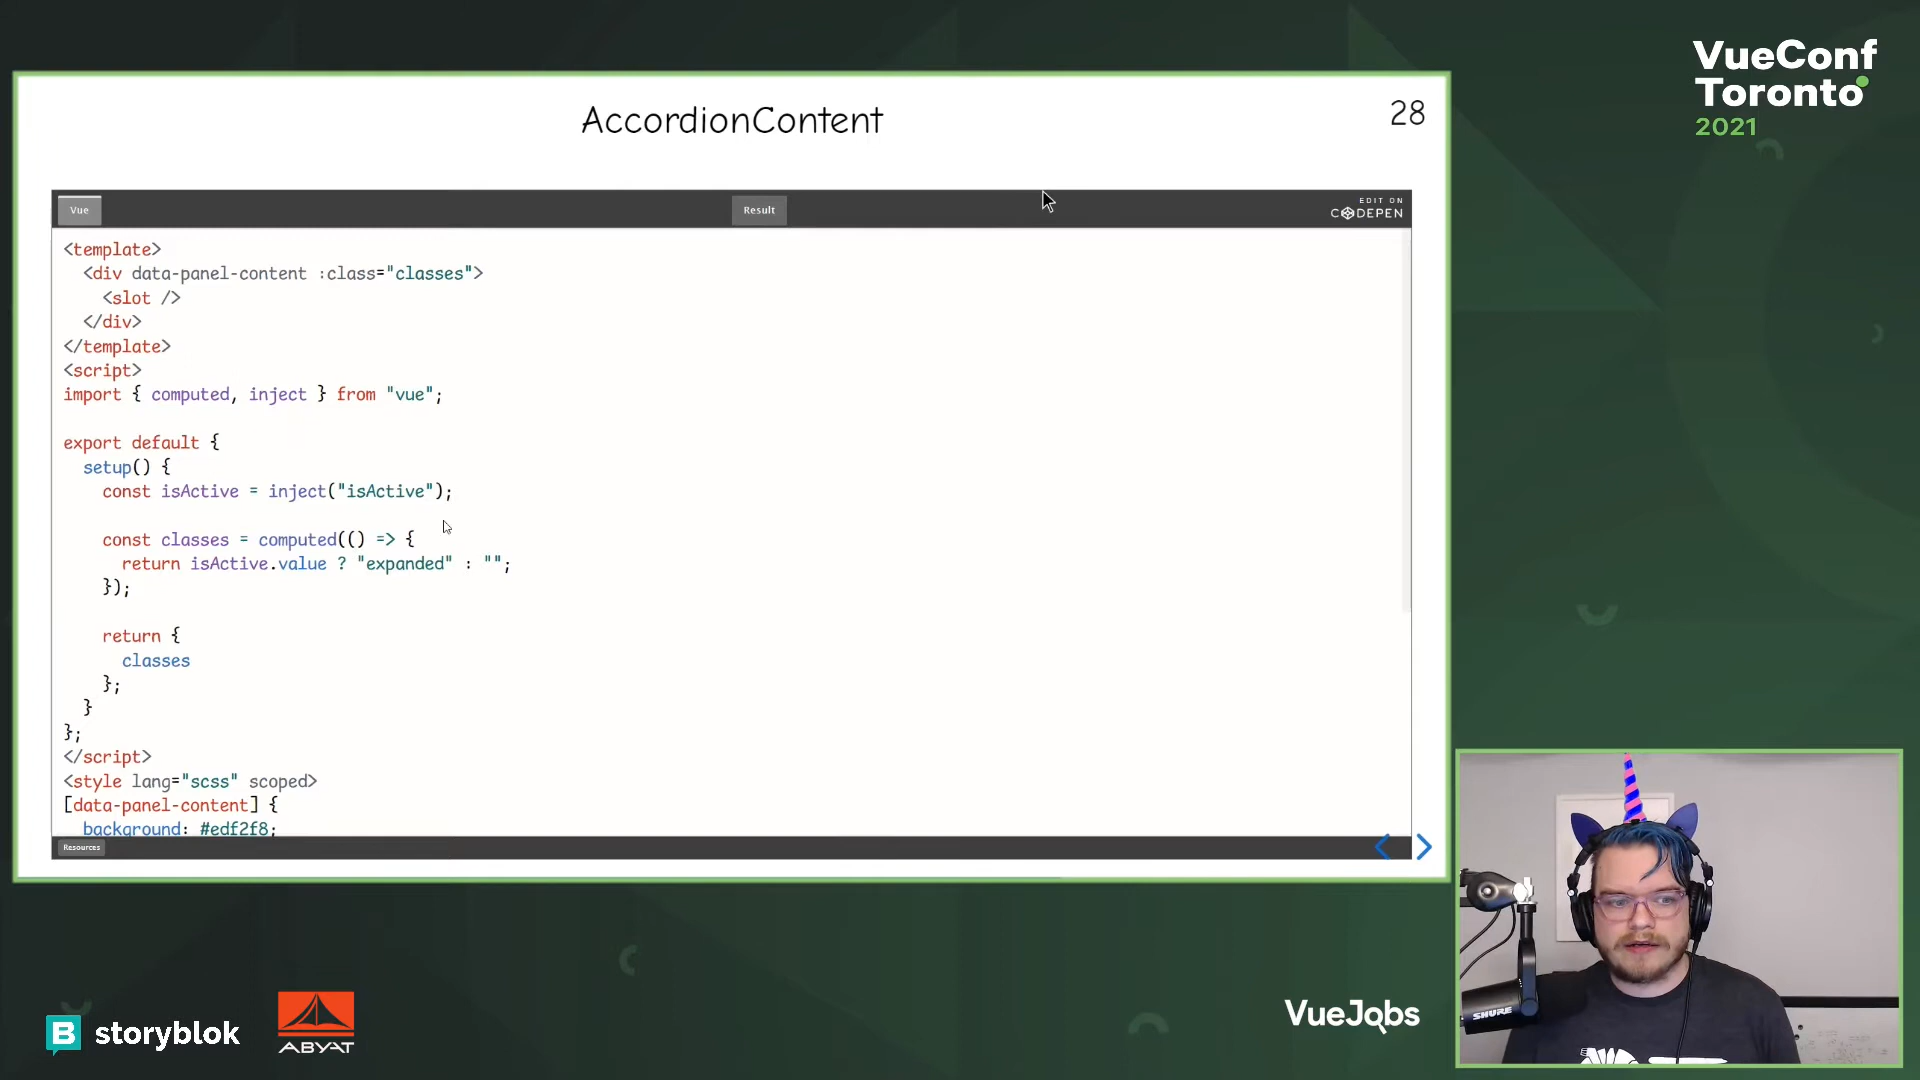 VueConf
Toronto
2021
AccordionContent
28
Vue
Result
EDIT ON
CODEPEN
<template>
  <div data-panel-content :class="classes">
    <slot />
  </div>
</template>
<script>
import { computed, inject } from "vue";
export default {
  setup() {
    const isActive = inject("isActive");
    const classes = computed(() => {
      return isActive.value ? "expanded" : "";
    });
    return {
      classes
    };
  }
};
</script>
<style lang="scss" scoped>
[data-panel-content] {
  background: #edf2f8;
Resources
SHURE
VueJobs
B storyblok
ABYAT